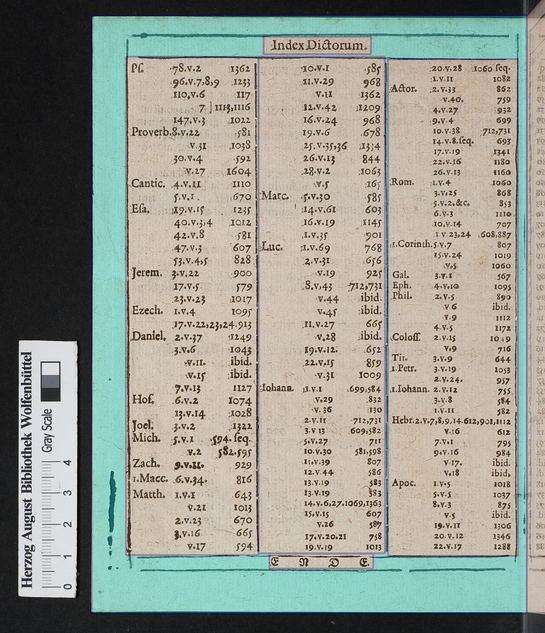 Index Dictorum.
Ps. 78.v.2 1362
96.v.7,8,9 1233
110,v.6 117
7 1113,1116
147.v.3 1022
Proverb.8.v.22 581
v.31 1038
30.v.4 592
v.27 1604
Cantic. 4.v.11 1110
5.v.1 670
Esa. 19.v.15 1235
40.v.3,4 1012
42.v.8 581
47.v.3 607
53.v.4,5 828
Jerem. 3.v.22 900
17.v.5 579
23.v.23 1017
Ezech. 1.v.4 1095
17.v.22,23,24.913
Daniel. 2.v.37 1249
3.v.6 1043
v.11. ibid.
v.15 ibid.
7.v.13 1127
Hos. 6.v.2 1074
13.v.14 1028
Joel. 3.v.2 1322
Mich. 5.v.1 594.seq.
v.2 582.595
Zach. 9.v.11. 929
1.Macc. 6.v.34. 816
Matth. 1.v.1 643
v.21 1013
2.v.23 670
3.v.16 665
v.17 594
10.v.1 585
11.v.29 968
v.11 1362
12.v.42 1209
16.v.24 968
19.v.6 678
25.v.35,36 1334
26.v.13 844
28.v.2 1063
v.5 165
Marc. 5.v.30 585
14.v.61 603
16.v.19 1145
1.v.35 901
Luc. 1.v.69 768
2.v.31 656
v.19 925
8.v.43 712,731
v.44 ibid.
v.45 ibid.
11.v.27 665
v.28 ibid.
19.v.12. 652
22.v.15 859
v.31 1009
Iohann. 1.v.1 699,584
v.29 832
v.36 130
2.v.11 712,731
3.v.13 609,582
5.v.27 711
10.v.30 581,598
11.v.39 807
12.v.44 586
13.v.19 583
13.v.19 583
14.v.6,27.1069,1363
15.v.15 607
v.26 587
17.v.20.21 758
19.v.19 1013
20.v.28 1060 seq.
1.v.11 1082
Actor. 2.v.33 862
v.40. 759
4.v.27 932
9.v.4 699
10.v.38 712,731
14.v.8.seq. 693
17.v.19 1341
22.v.16 1180
26.v.13 1160
Rom. 1.v.4 1060
3.v.25 868
5.v.2,&c. 853
6.v.3 1110
10.v.14 707
1 v 23,24 608,887
1.Corinth.5.v.7 807
15.v.24 1019
v.5 1060
Gal. 3.v.1 567
Eph. 4.v.10 1095
Phil. 2.v.5 890
v.6 ibid.
v.9 1112
4.v.5 1172
Coloss. 2.v.15
v.9 716
Tit. 3.v.9 644
1.Petr. 3.v.19 1053
2.v.24. 957
1.Iohann. 2.v.12 755
3.v.8 584
1.v.11 582
Hebr.2.v.7,8,9.14.612,901,1112
v.16 612
7.v.1 795
9.v.16 984
v.17. ibid.
v.18 ibid.
Apoc. 1.v.5 1018
5.v.5 1037
8.v.3 875
v.5 ibid.
19.v.11 1306
20.v.12 1346
22.v.17 1288
E N D E.
Herzog August Bibliothek Wolfenbüttel
Gray Scale
0 1 2 3 4